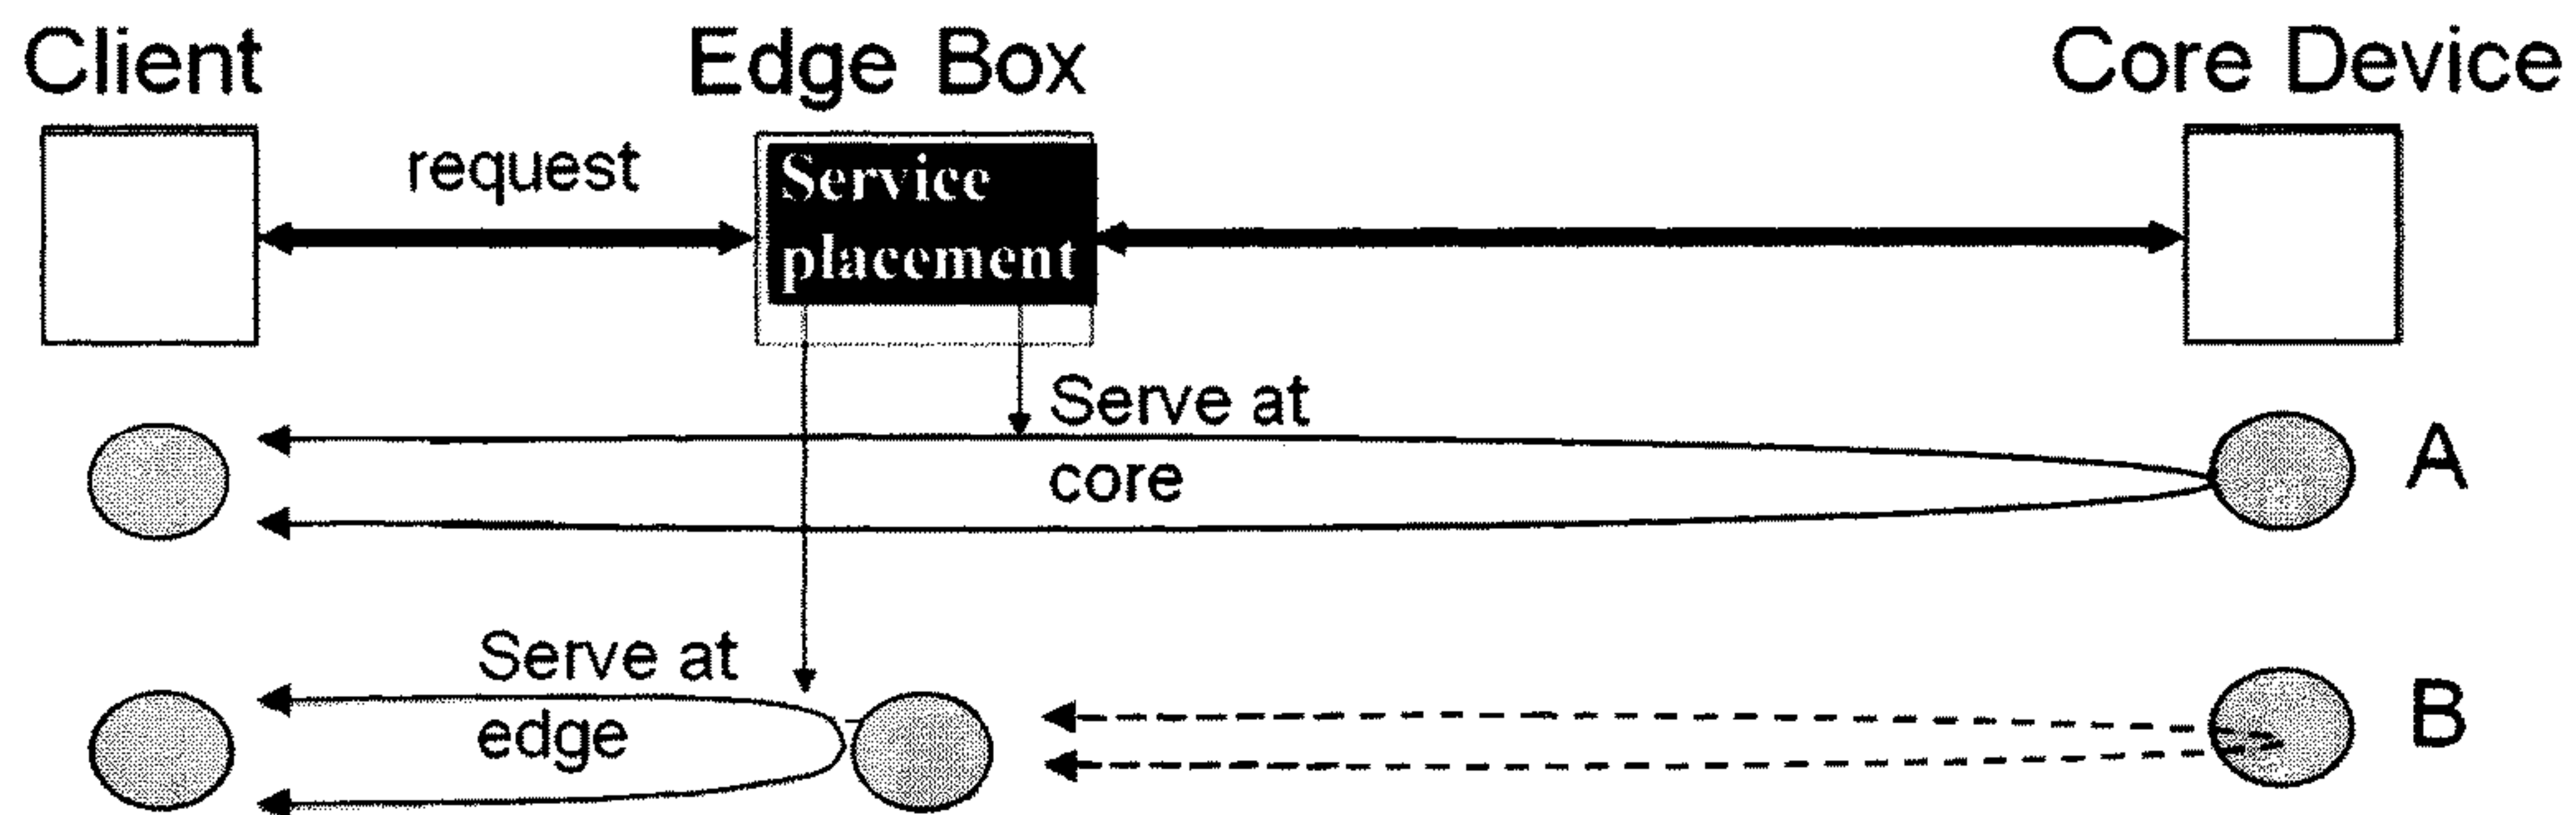 Client
Edge Box
Core Device
request
Service
placement
Serve at
core
A
Serve at
edge
B